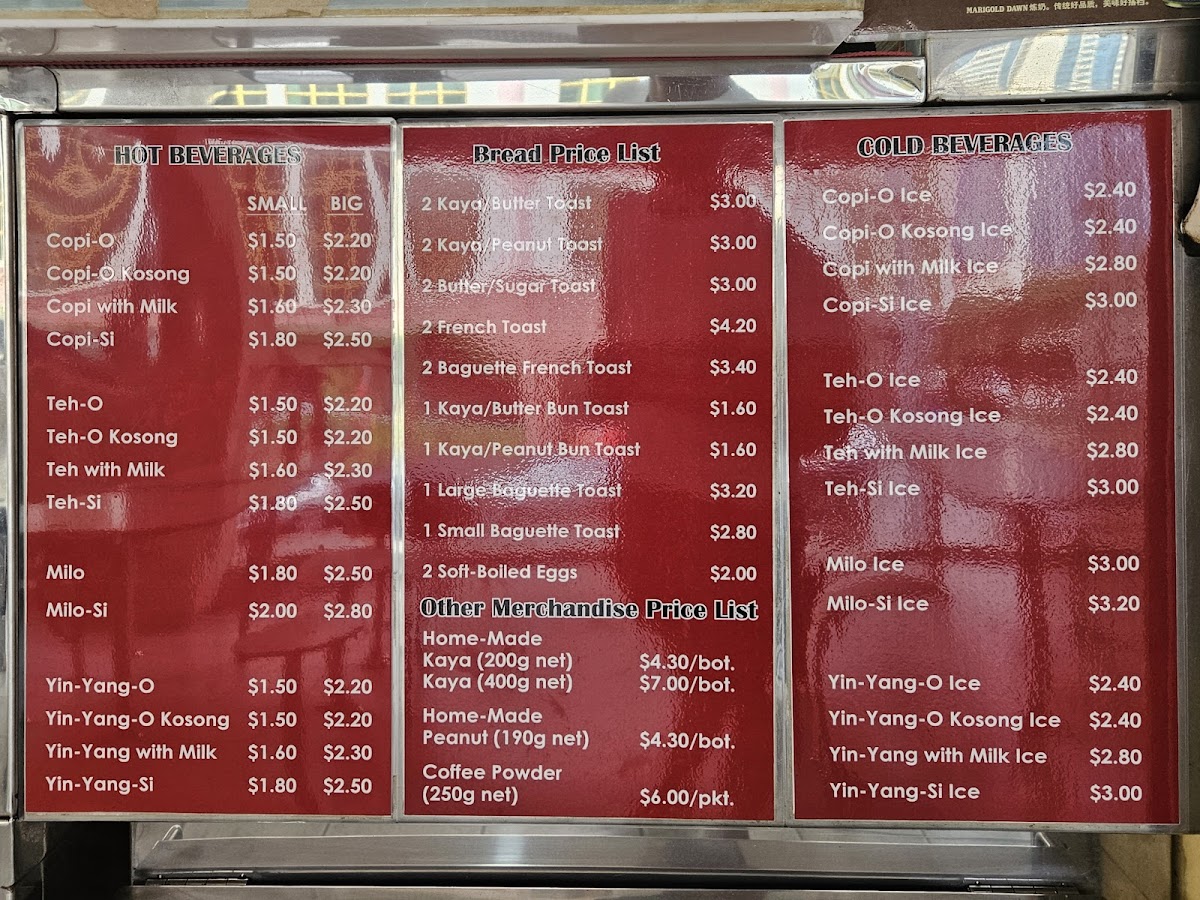 MARIGOLD DAWN 炼奶。传统好品质，美味好搭档。
HOT BEVERAGES
SMALL BIG
Copi-O $1.50 $2.20
Copi-O Kosong $1.50 $2.20
Copi with Milk $1.60 $2.30
Copi-Si $1.80 $2.50
Teh-O $1.50 $2.20
Teh-O Kosong $1.50 $2.20
Teh with Milk $1.60 $2.30
Teh-Si $1.80 $2.50
Milo $1.80 $2.50
Milo-Si $2.00 $2.80
Yin-Yang-O $1.50 $2.20
Yin-Yang-O Kosong $1.50 $2.20
Yin-Yang with Milk $1.60 $2.30
Yin-Yang-Si $1.80 $2.50
Bread Price List
2 Kaya/Butter Toast $3.00
2 Kaya/Peanut Toast $3.00
2 Butter/Sugar Toast $3.00
2 French Toast $4.20
2 Baguette French Toast $3.40
1 Kaya/Butter Bun Toast $1.60
1 Kaya/Peanut Bun Toast $1.60
1 Large Baguette Toast $3.20
1 Small Baguette Toast $2.80
2 Soft-Boiled Eggs $2.00
Other Merchandise Price List
Home-Made
Kaya (200g net) $4.30/bot.
Kaya (400g net) $7.00/bot.
Home-Made
Peanut (190g net) $4.30/bot.
Coffee Powder
(250g net) $6.00/pkt.
COLD BEVERAGES
Copi-O Ice $2.40
Copi-O Kosong Ice $2.40
Copi with Milk Ice $2.80
Copi-Si Ice $3.00
Teh-O Ice $2.40
Teh-O Kosong Ice $2.40
Teh with Milk Ice $2.80
Teh-Si Ice $3.00
Milo Ice $3.00
Milo-Si Ice $3.20
Yin-Yang-O Ice $2.40
Yin-Yang-O Kosong Ice $2.40
Yin-Yang with Milk Ice $2.80
Yin-Yang-Si Ice $3.00